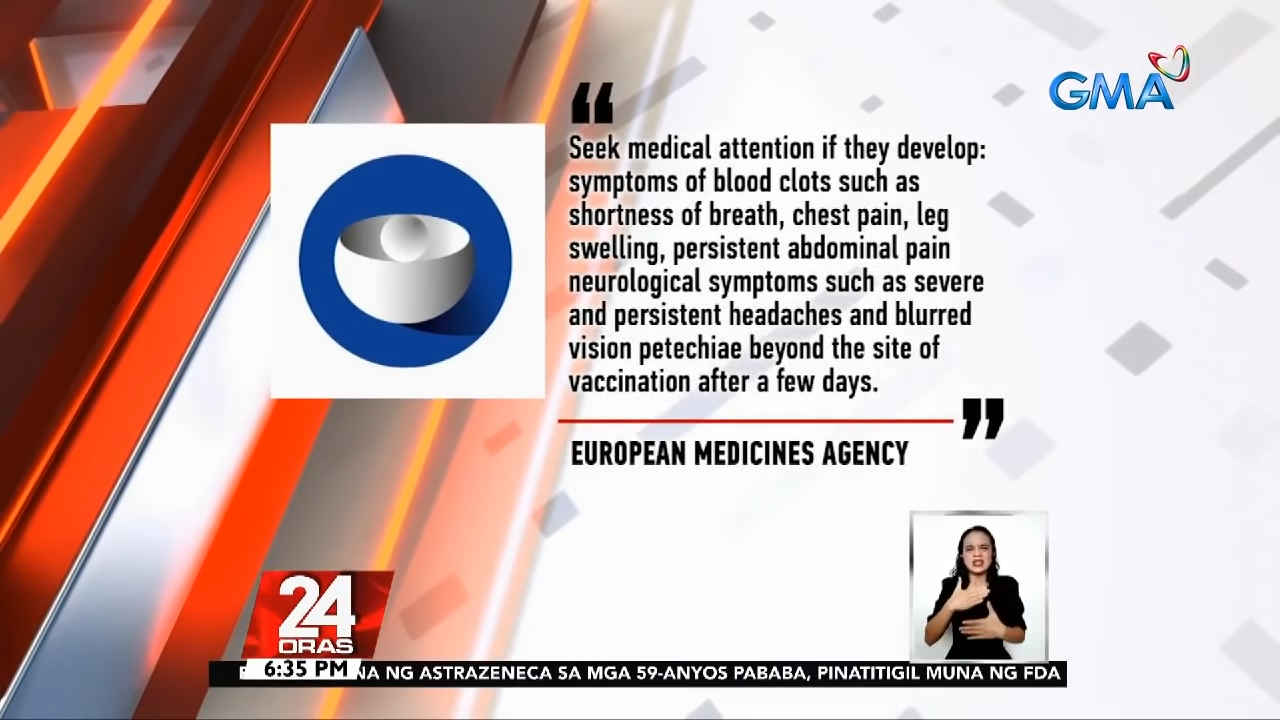 GMA
“
Seek medical attention if they develop:
symptoms of blood clots such as
shortness of breath, chest pain, leg
swelling, persistent abdominal pain
neurological symptoms such as severe
and persistent headaches and blurred
vision petechiae beyond the site of
vaccination after a few days.
”
EUROPEAN MEDICINES AGENCY
24
ORAS
6:35 PM
NG ASTRAZENECA SA MGA 59-ANYOS PABABA, PINATITIGIL MUNA NG FDA